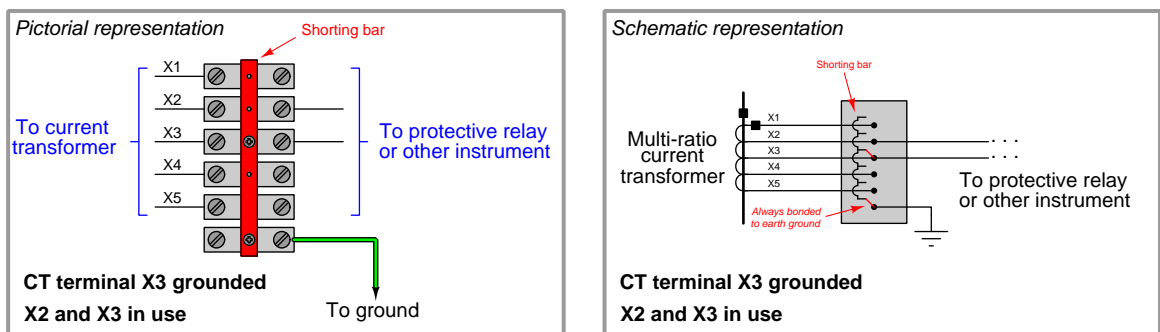 Pictorial representation
Shorting bar
X1
X2
X3
X4
X5
To current
transformer
To protective relay
or other instrument
CT terminal X3 grounded
X2 and X3 in use
To ground
Schematic representation
Shorting bar
X1
X2
X3
X4
X5
Multi-ratio
current
transformer
. . .
. . .
To protective relay
or other instrument
Always bonded
to earth ground
CT terminal X3 grounded
X2 and X3 in use